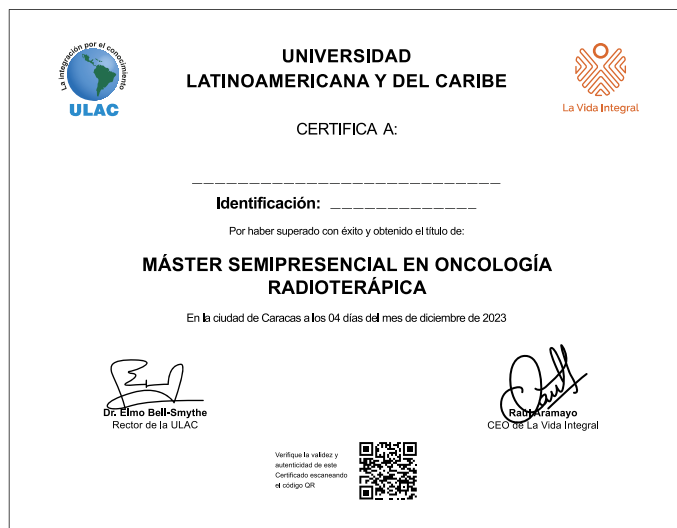 La integración por el conocimiento
ULAC
UNIVERSIDAD
LATINOAMERICANA Y DEL CARIBE
La Vida Integral
CERTIFICA A:
Identificación:
Por haber superado con éxito y obtenido el título de:
MÁSTER SEMIPRESENCIAL EN ONCOLOGÍA
RADIOTERÁPICA
En la ciudad de Caracas a los 04 días del mes de diciembre de 2023
Dr. Elmo Bell-Smythe
Rector de la ULAC
Raúl Aramayo
CEO de La Vida Integral
Verifique la validez y
autenticidad de este
Certificado escaneando
el código QR